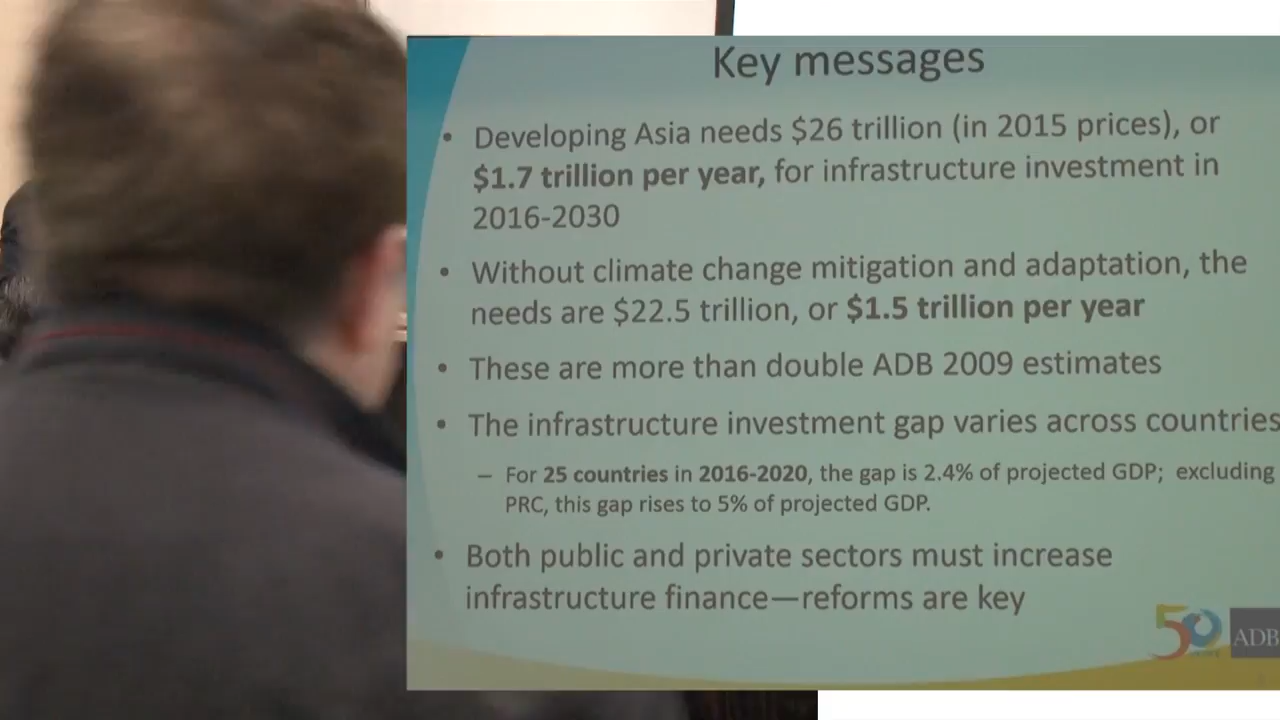 Key messages
• Developing Asia needs $26 trillion (in 2015 prices), or
$1.7 trillion per year, for infrastructure investment in
2016-2030
• Without climate change mitigation and adaptation, the
needs are $22.5 trillion, or $1.5 trillion per year
• These are more than double ADB 2009 estimates
• The infrastructure investment gap varies across countries
– For 25 countries in 2016-2020, the gap is 2.4% of projected GDP; excluding
PRC, this gap rises to 5% of projected GDP.
• Both public and private sectors must increase
infrastructure finance—reforms are key
50
ADB